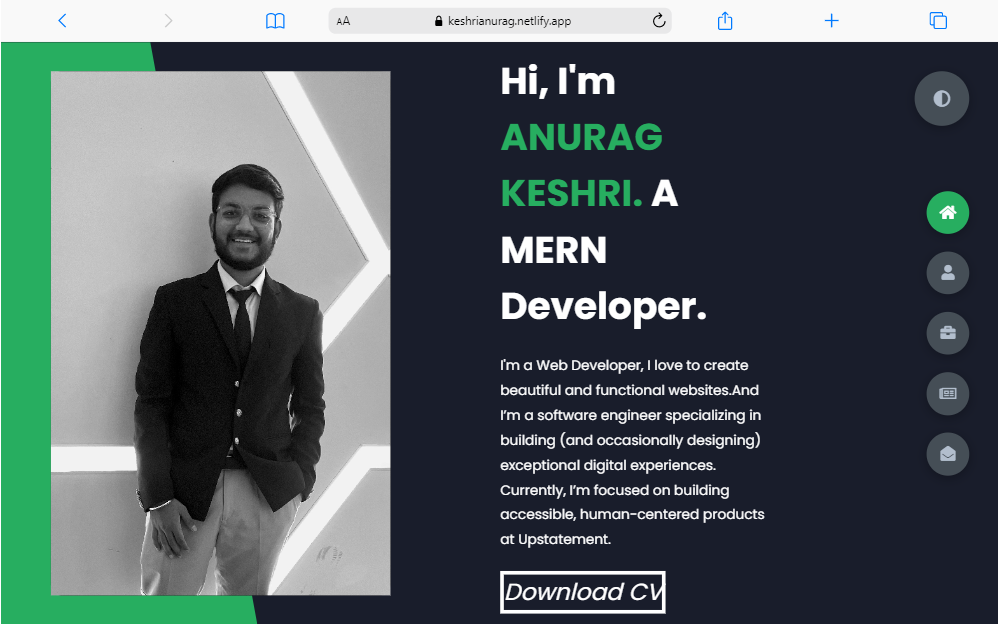 AA
keshrianurag.netlify.app
Hi, I'm
ANURAG
KESHRI. A
MERN
Developer.
I'm a Web Developer, I love to create
beautiful and functional websites.And
I’m a software engineer specializing in
building (and occasionally designing)
exceptional digital experiences.
Currently, I’m focused on building
accessible, human-centered products
at Upstatement.
Download CV